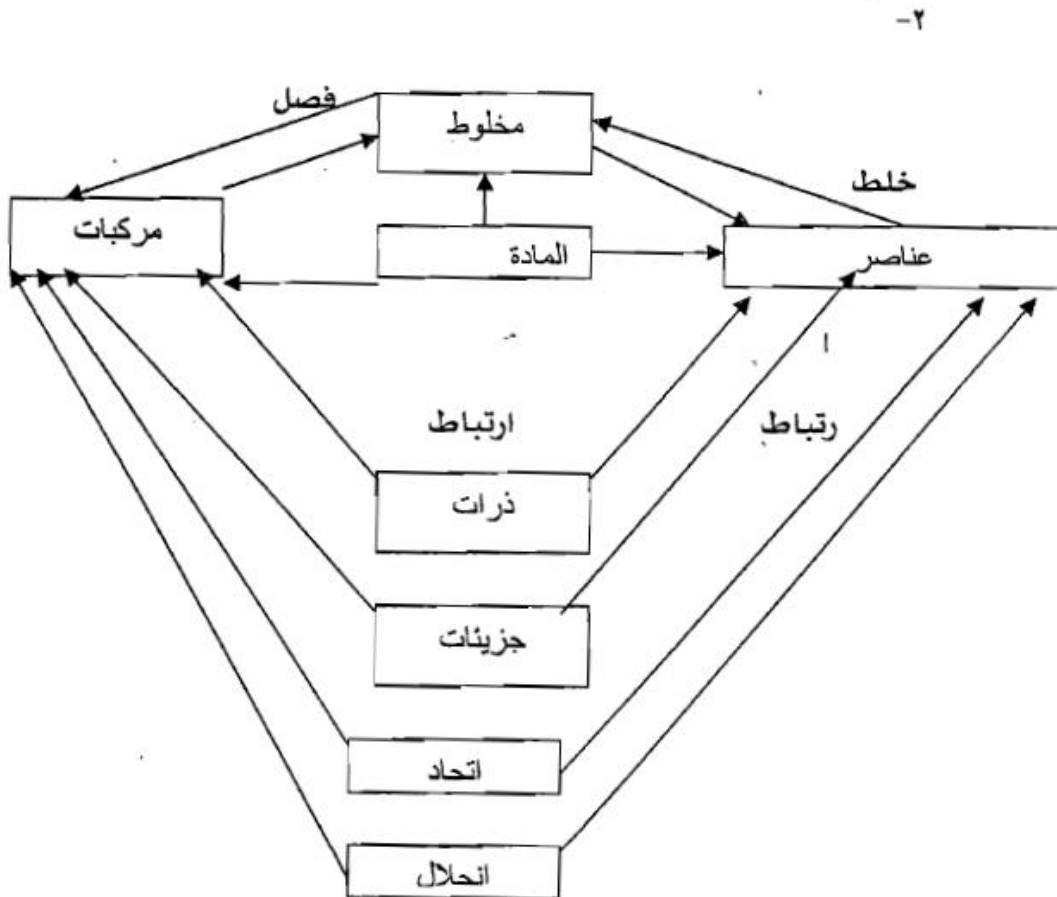 ٢-
فصل
مخلوط
خلط
مركبات
المادة
عناصر
ا
ارتباط
رتباط
ذرات
جزيئات
اتحاد
انحلال